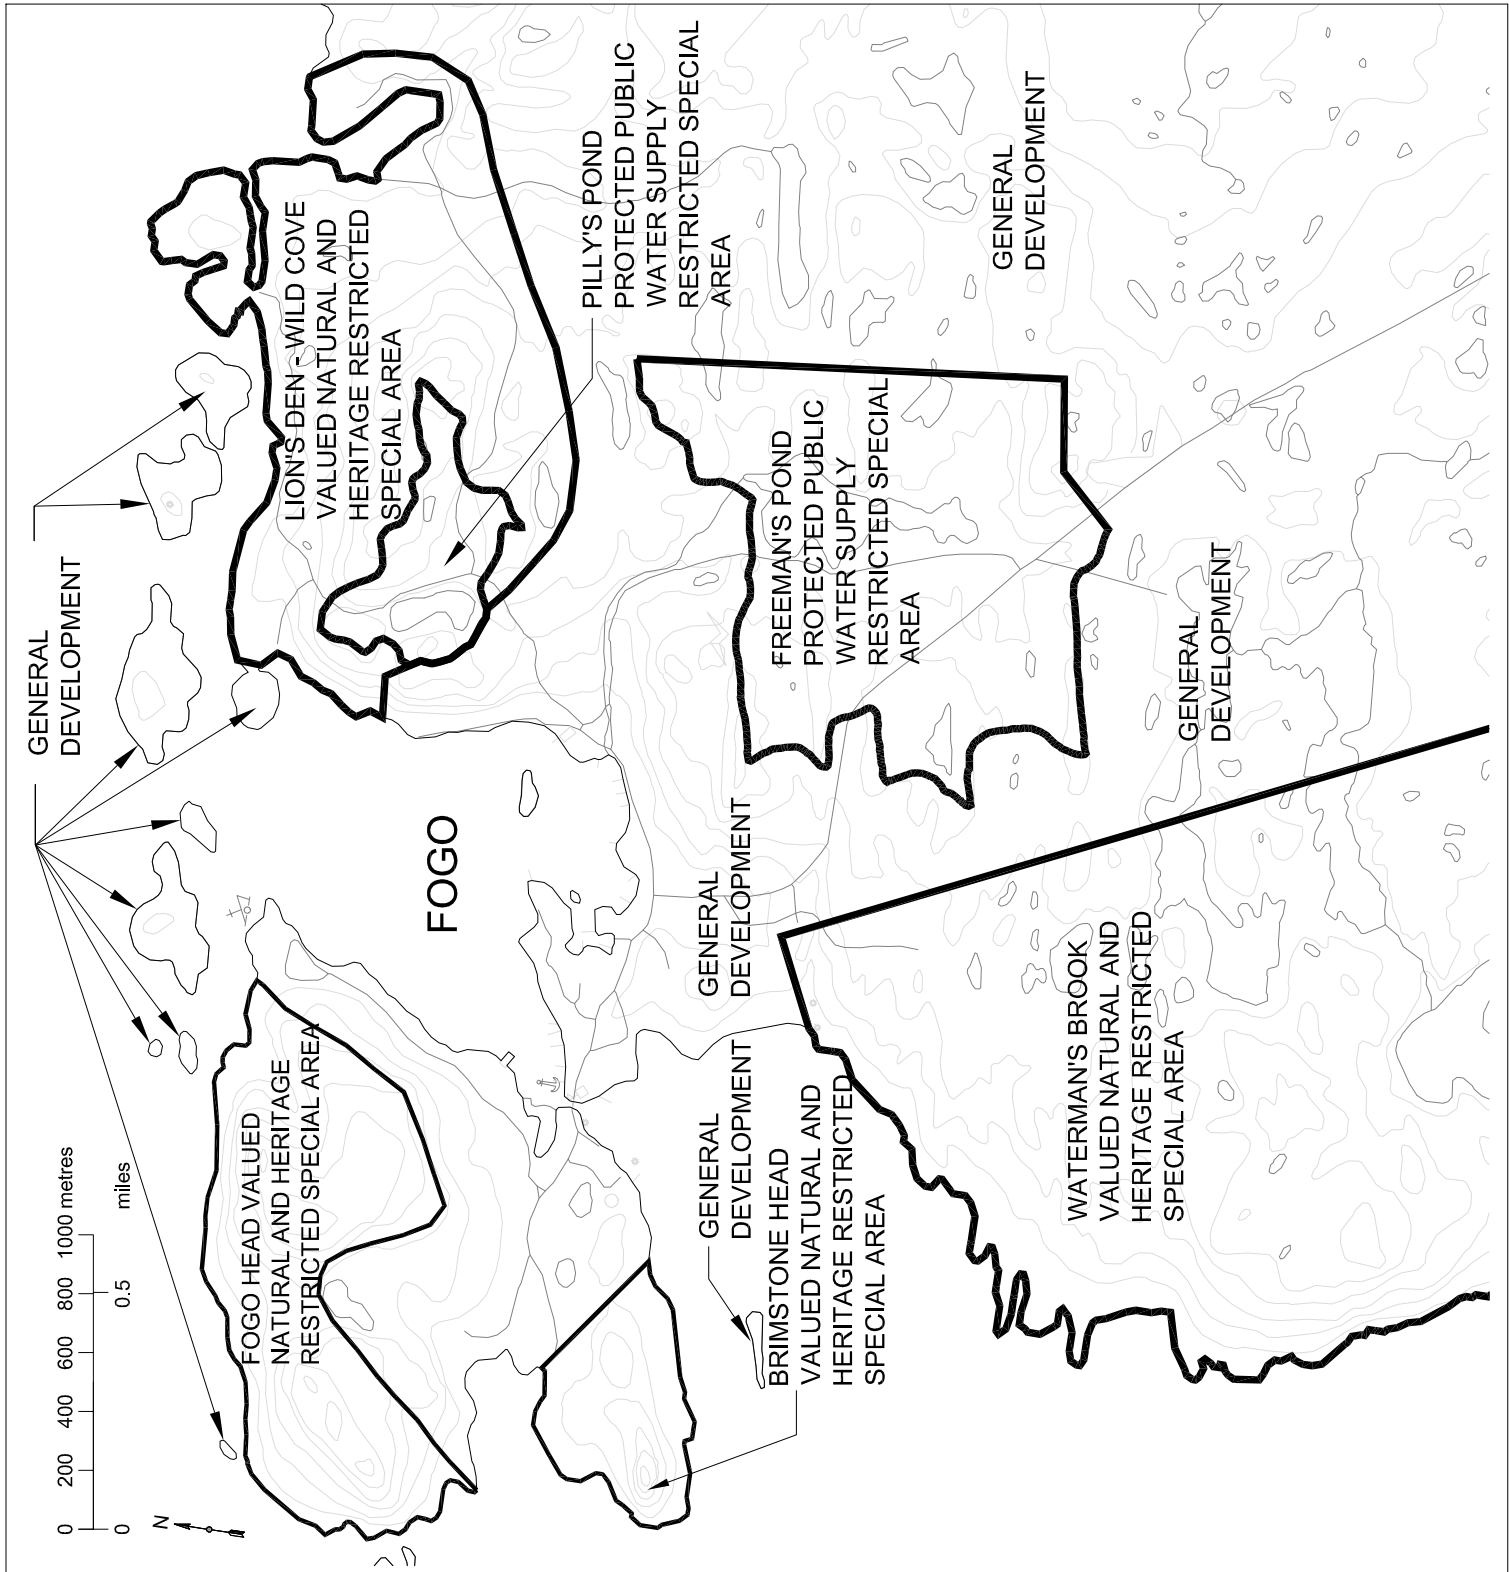 GENERAL
DEVELOPMENT
LION'S DEN - WILD COVE
VALUED NATURAL AND
HERITAGE RESTRICTED
SPECIAL AREA
PILLY'S POND
PROTECTED PUBLIC
WATER SUPPLY
RESTRICTED SPECIAL
AREA
GENERAL
DEVELOPMENT
FREEMAN'S POND
PROTECTED PUBLIC
WATER SUPPLY
RESTRICTED SPECIAL
AREA
GENERAL
DEVELOPMENT
FOGO
GENERAL
DEVELOPMENT
FOGO HEAD VALUED
NATURAL AND HERITAGE
RESTRICTED SPECIAL AREA
GENERAL
DEVELOPMENT
BRIMSTONE HEAD
VALUED NATURAL AND
HERITAGE RESTRICTED
SPECIAL AREA
WATERMAN'S BROOK
VALUED NATURAL AND
HERITAGE RESTRICTED
SPECIAL AREA
0 200 400 600 800 1000 metres
0 0.5 miles
N